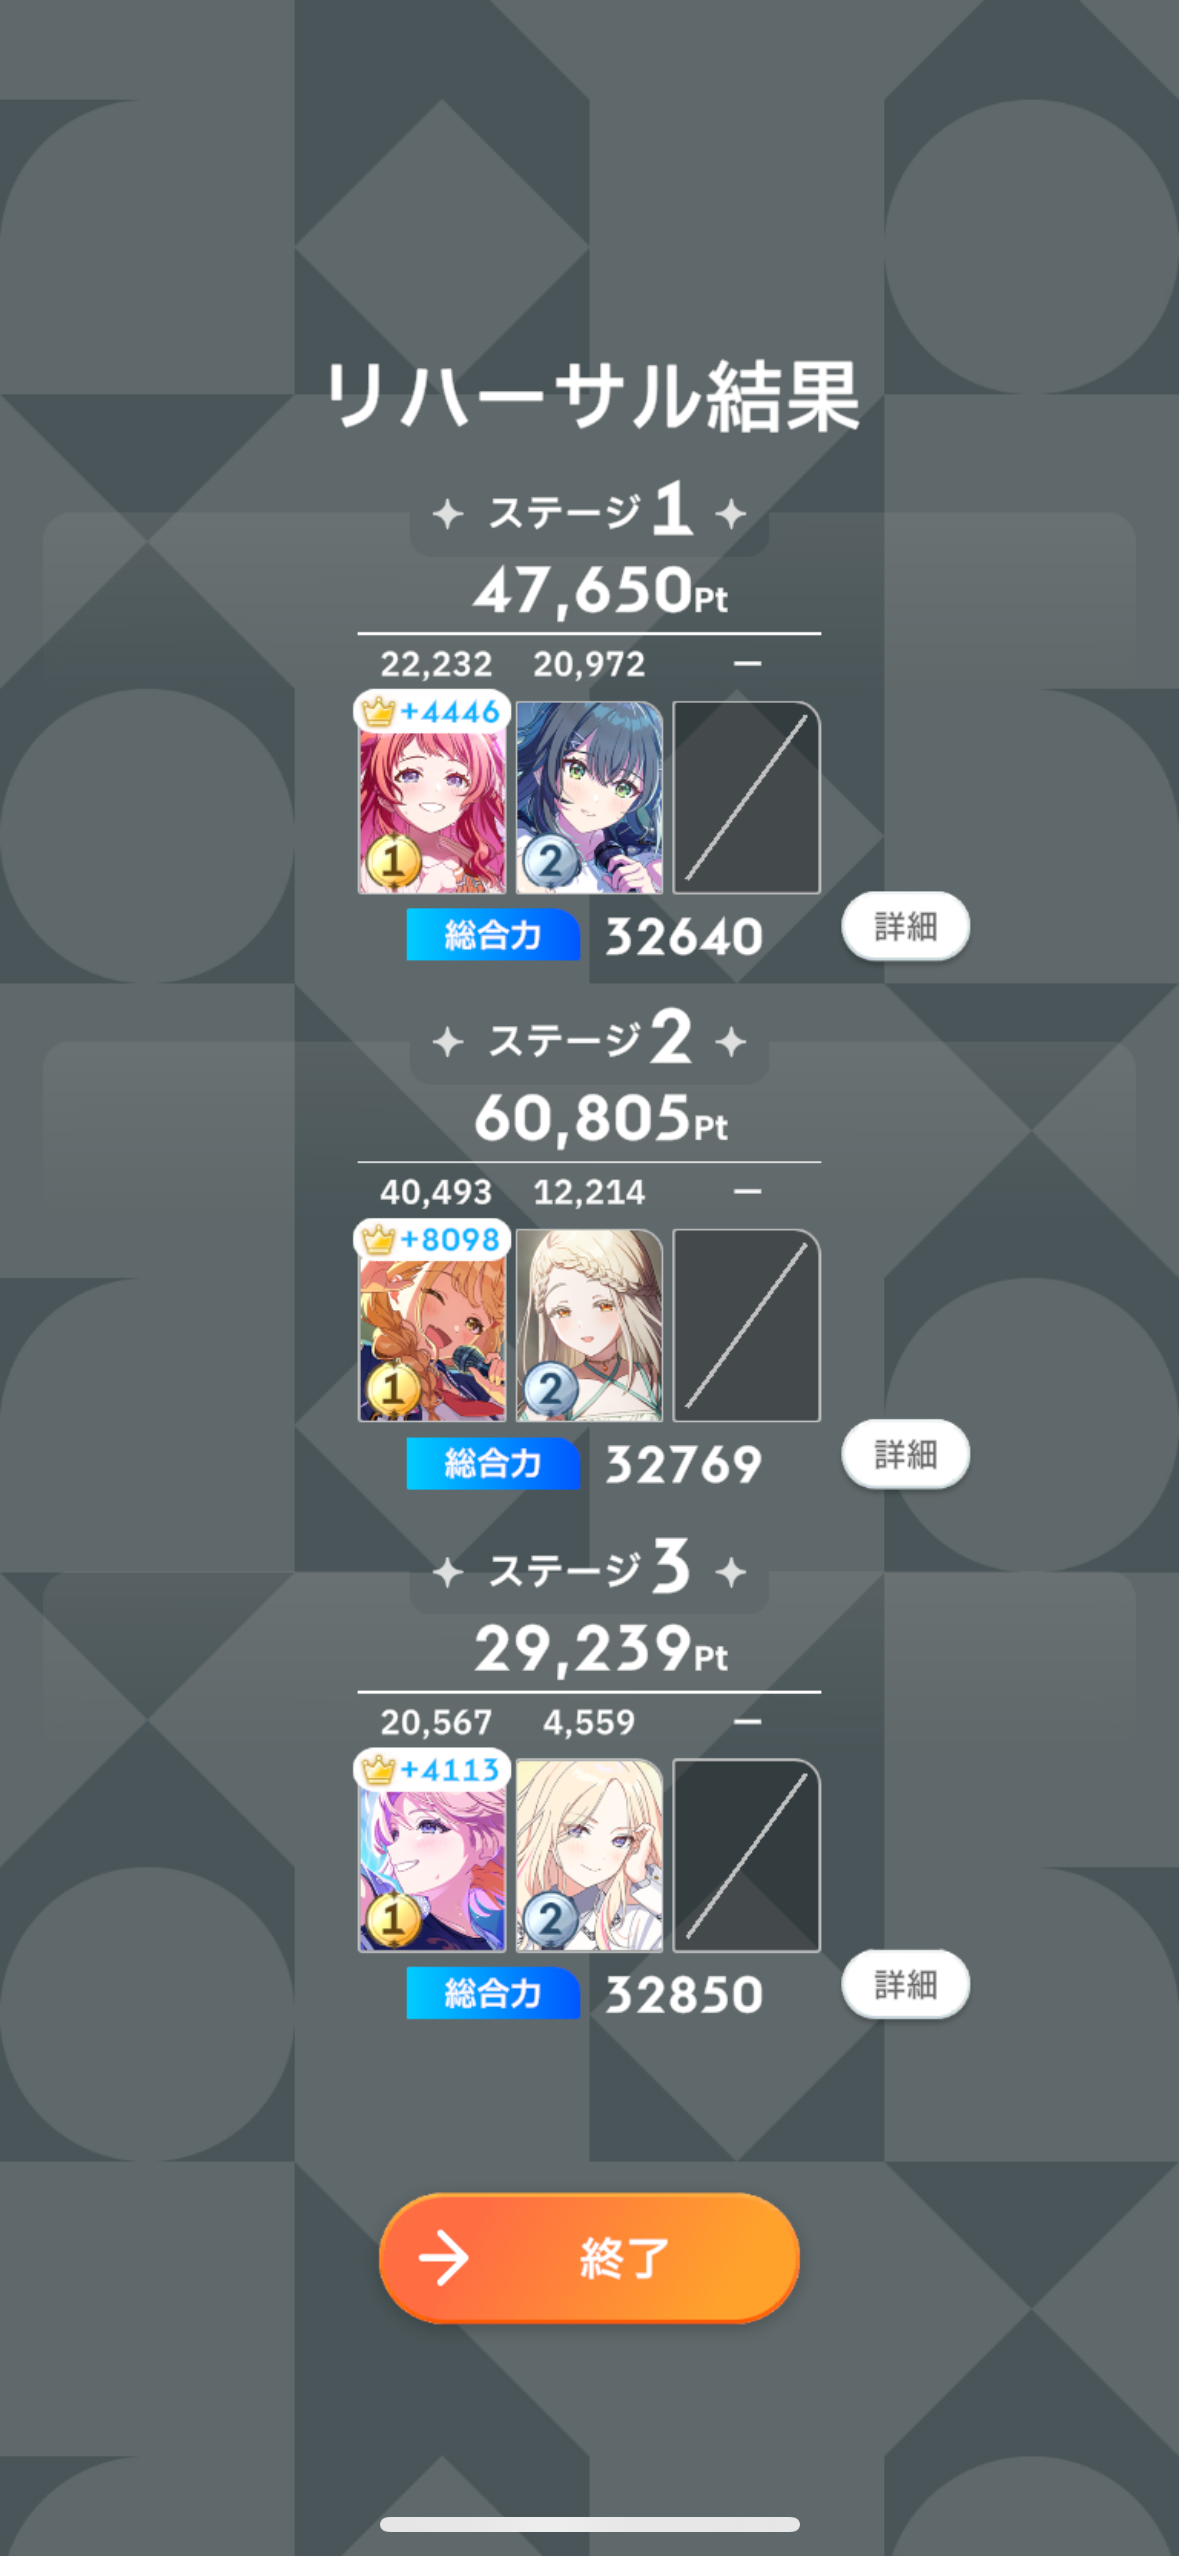 リハーサル結果
ステージ1
47,650Pt
22,232 20,972 —
+4446
1 2
総合力 32640 詳細
ステージ2
60,805Pt
40,493 12,214 —
+8098
1 2
総合力 32769 詳細
ステージ3
29,239Pt
20,567 4,559 —
+4113
1 2
総合力 32850 詳細
終了